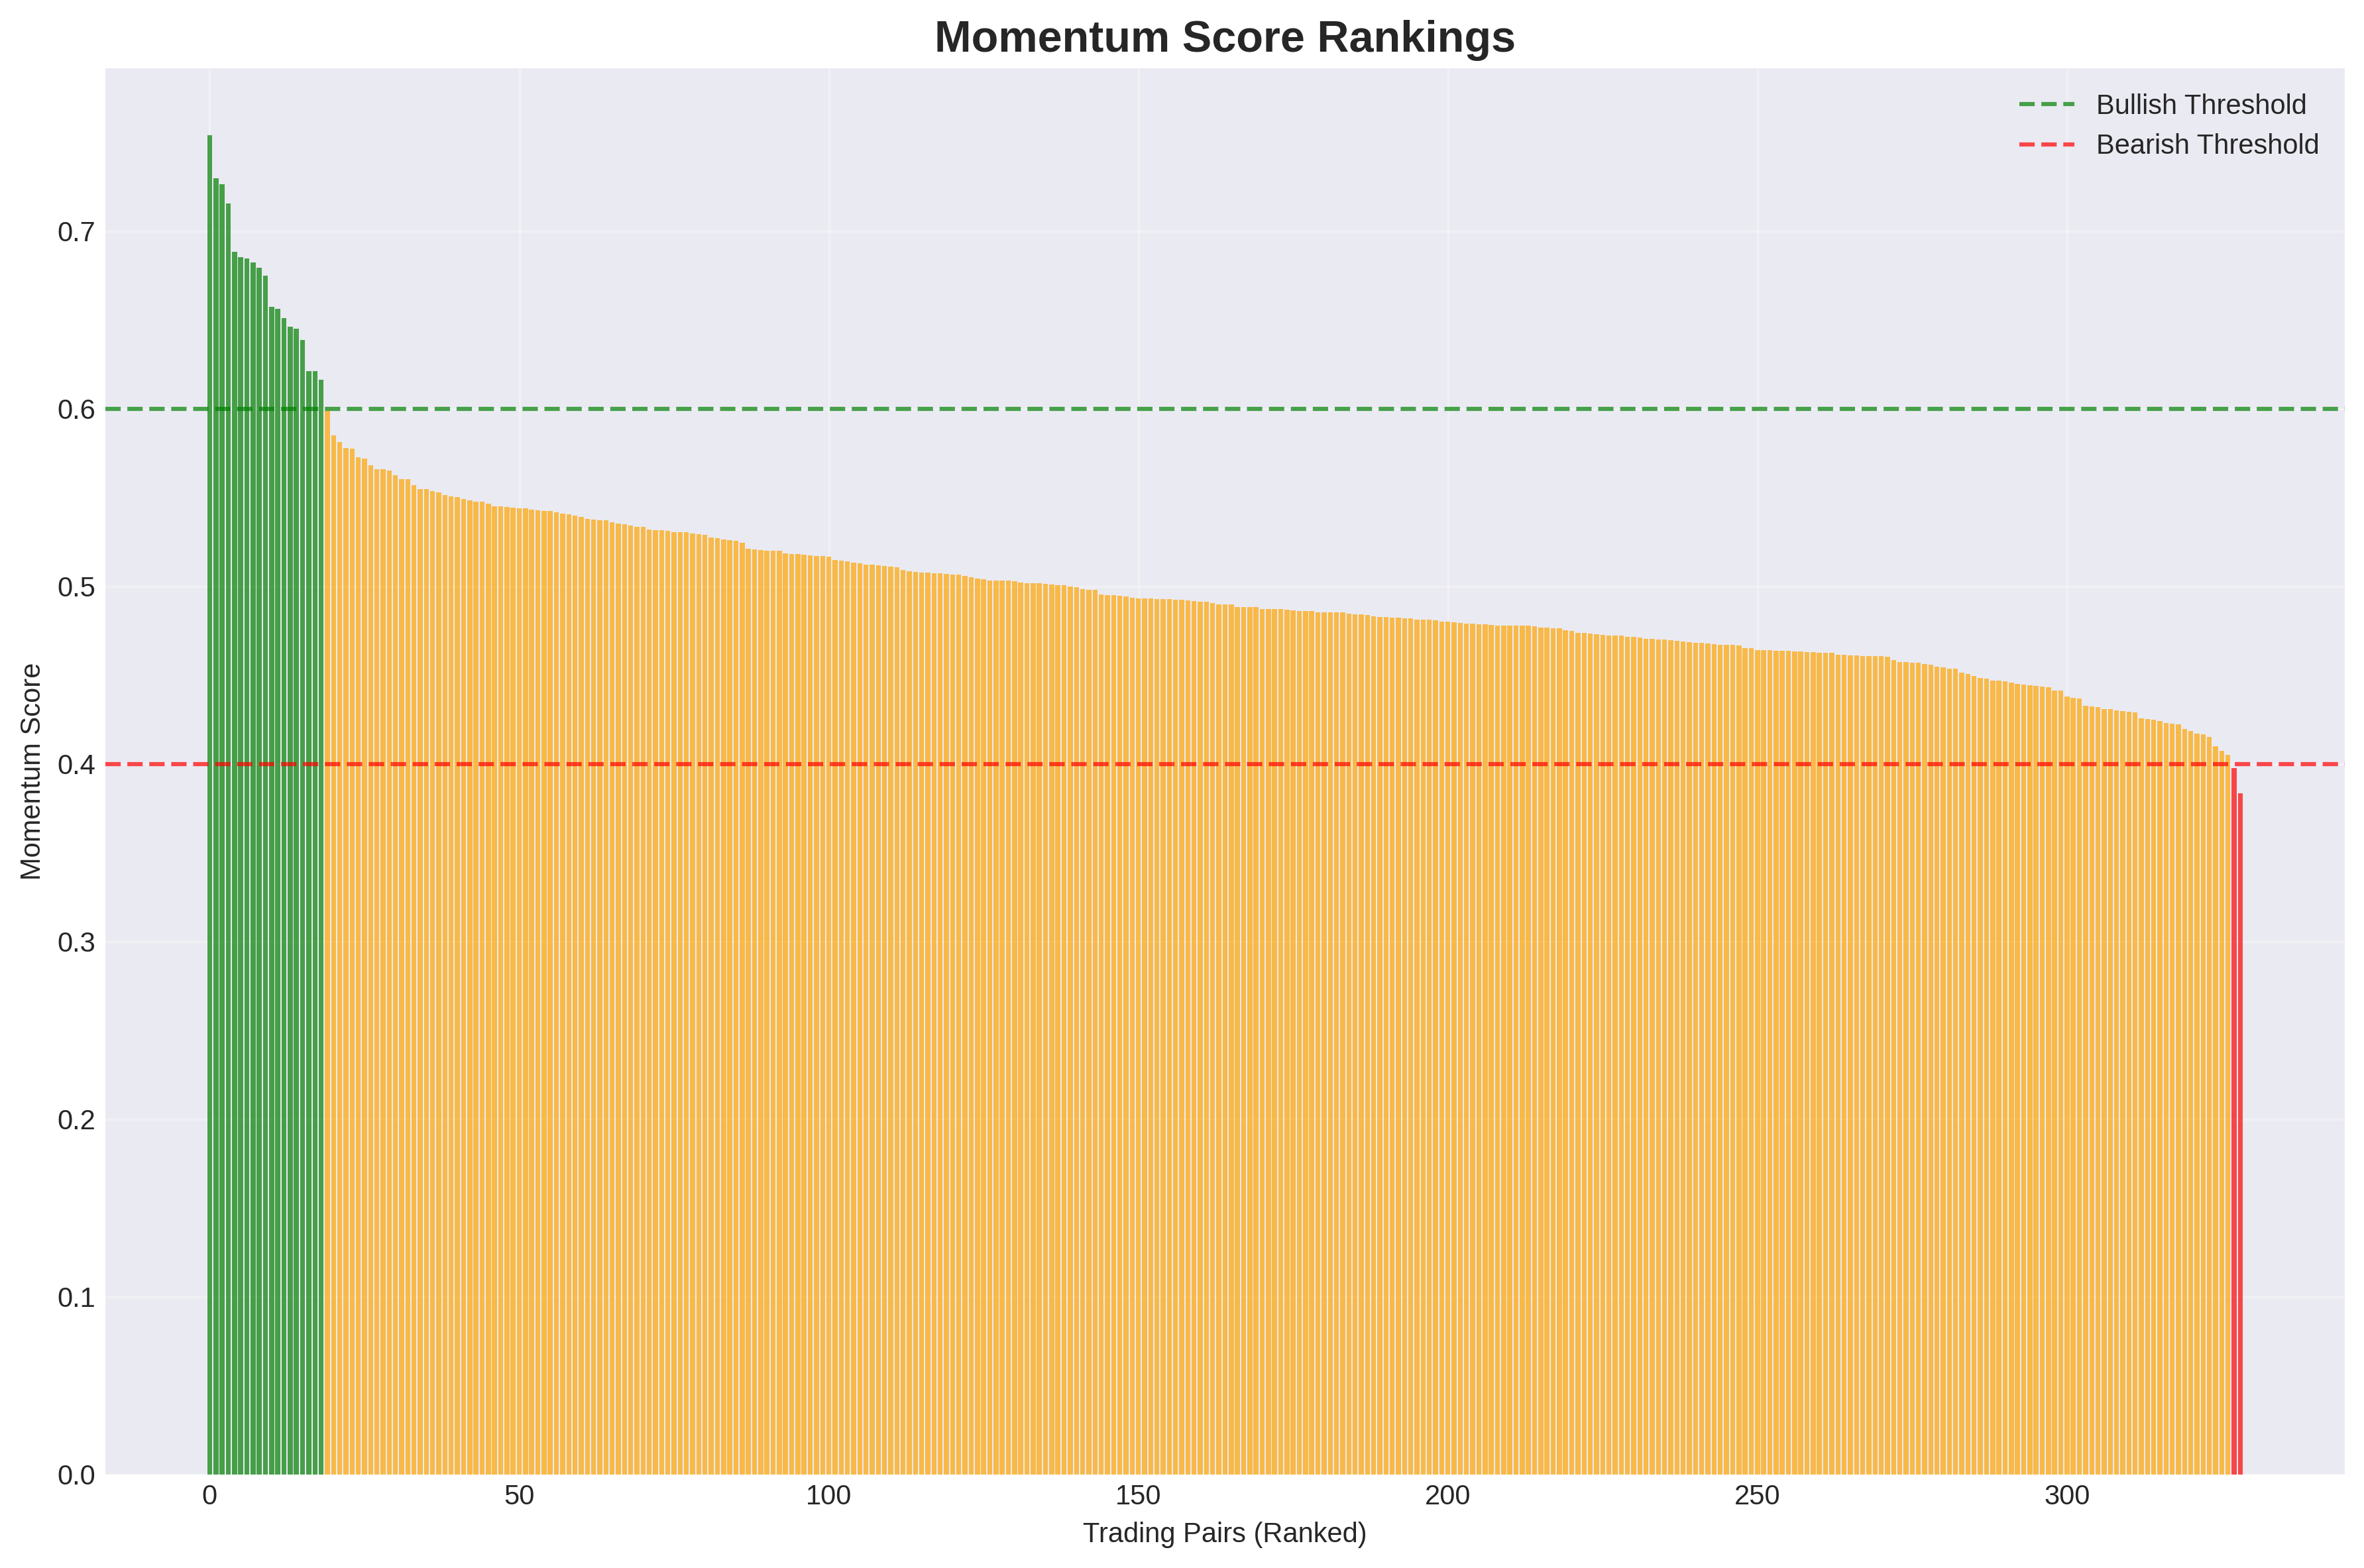 Momentum Score Rankings
Bullish Threshold
Bearish Threshold
Momentum Score
0.7
0.6
0.5
0.4
0.3
0.2
0.1
0.0
0 50 100 150 200 250 300
Trading Pairs (Ranked)